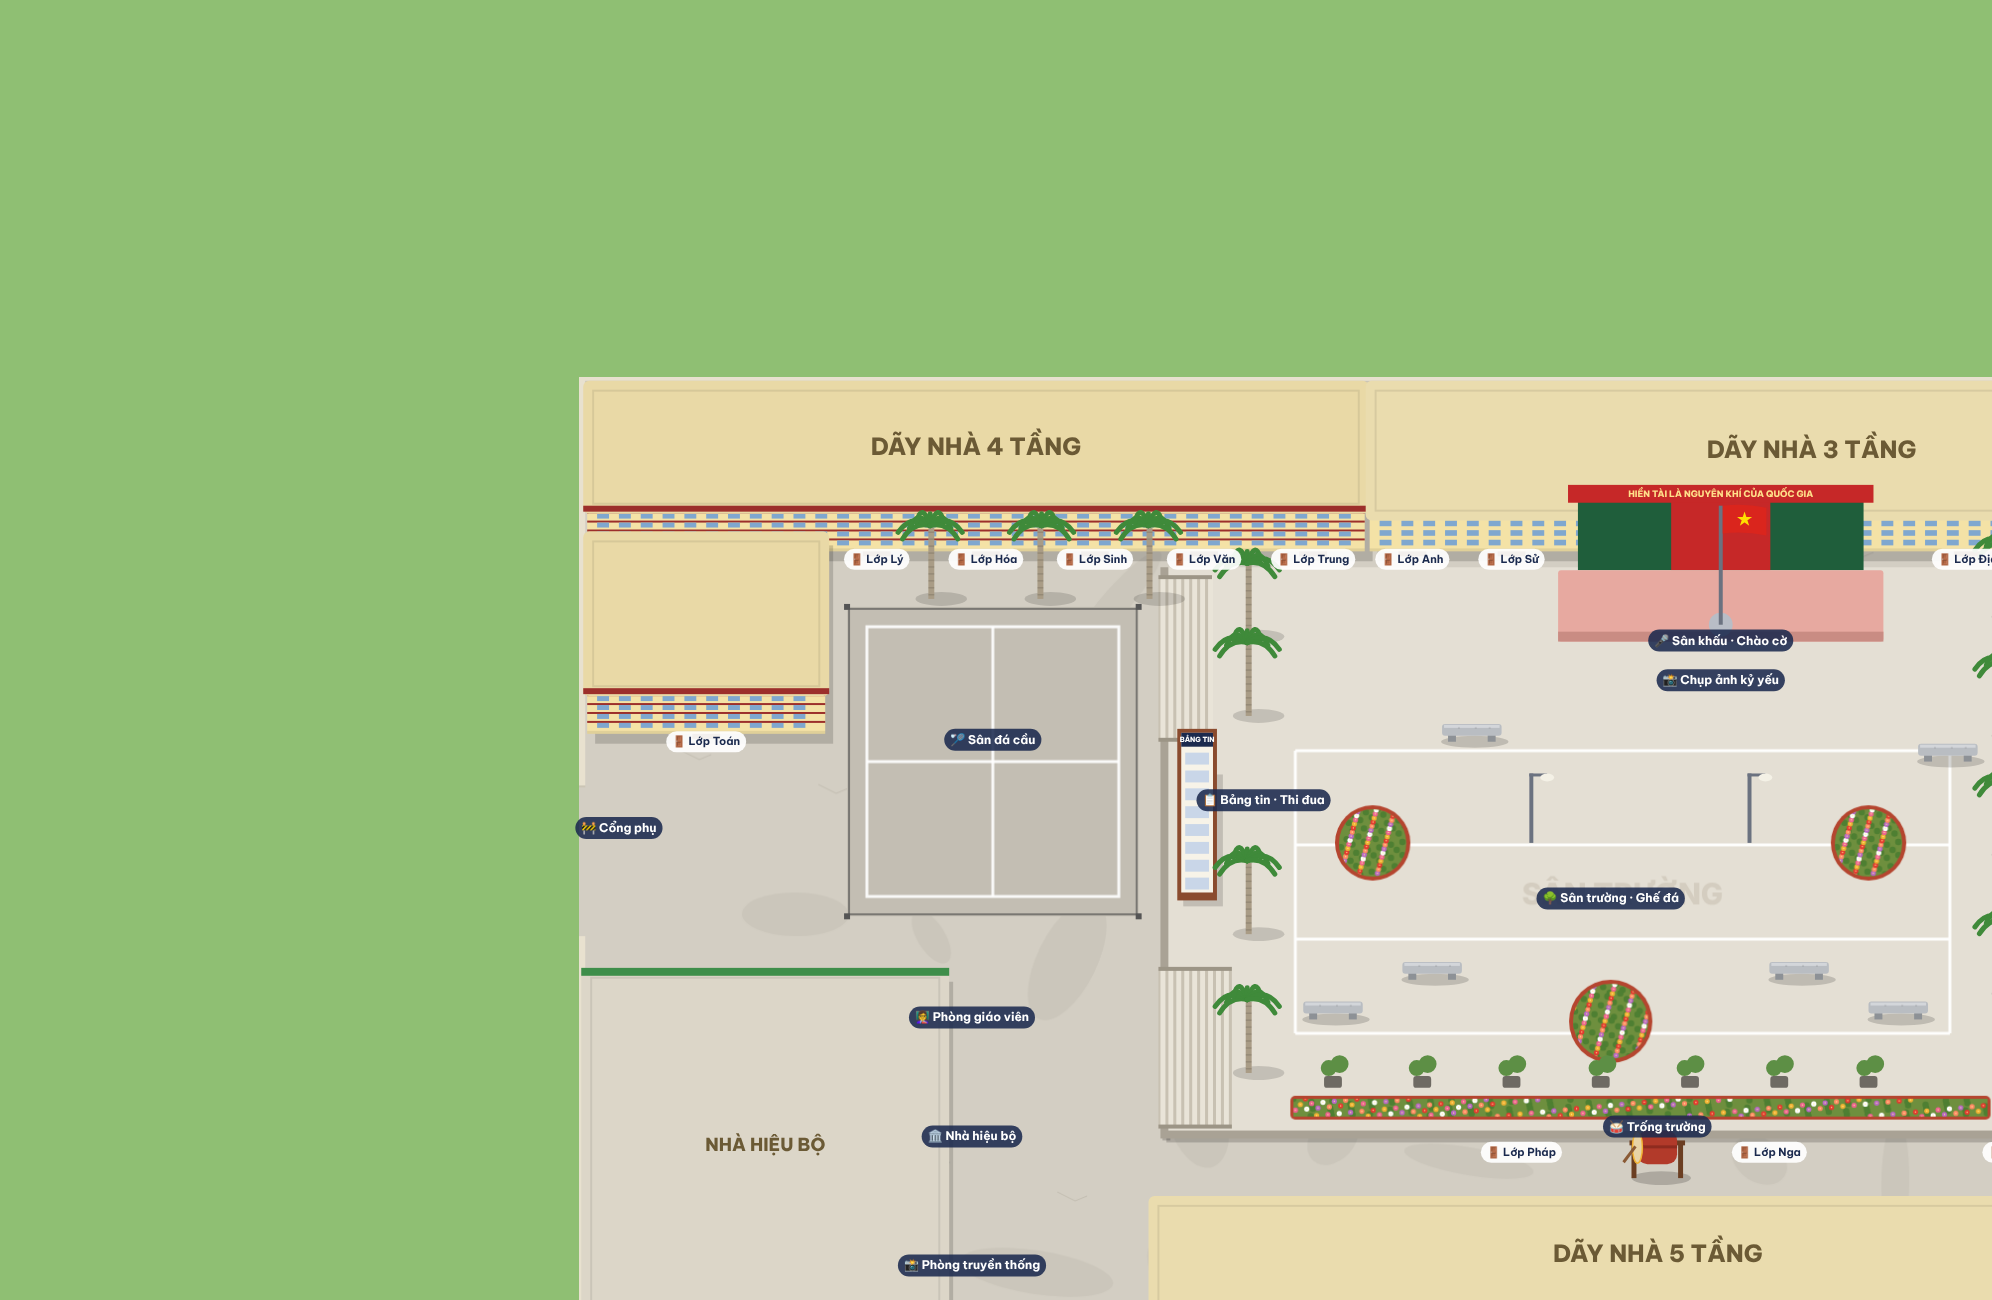 DÃY NHÀ 4 TẦNG
DÃY NHÀ 3 TẦNG
HIỀN TÀI LÀ NGUYÊN KHÍ CỦA QUỐC GIA
Lớp Lý
Lớp Hóa
Lớp Sinh
Lớp Văn
Lớp Trung
Lớp Anh
Lớp Sử
Lớp Địa
Sân khấu · Chào cờ
Chụp ảnh kỷ yếu
Lớp Toán
Sân đá cầu
BẢNG TIN
Bảng tin · Thi đua
Cổng phụ
SÂN TRƯỜNG
Sân trường · Ghế đá
Phòng giáo viên
Trống trường
Nhà hiệu bộ
NHÀ HIỆU BỘ
Lớp Pháp
Lớp Nga
DÃY NHÀ 5 TẦNG
Phòng truyền thống